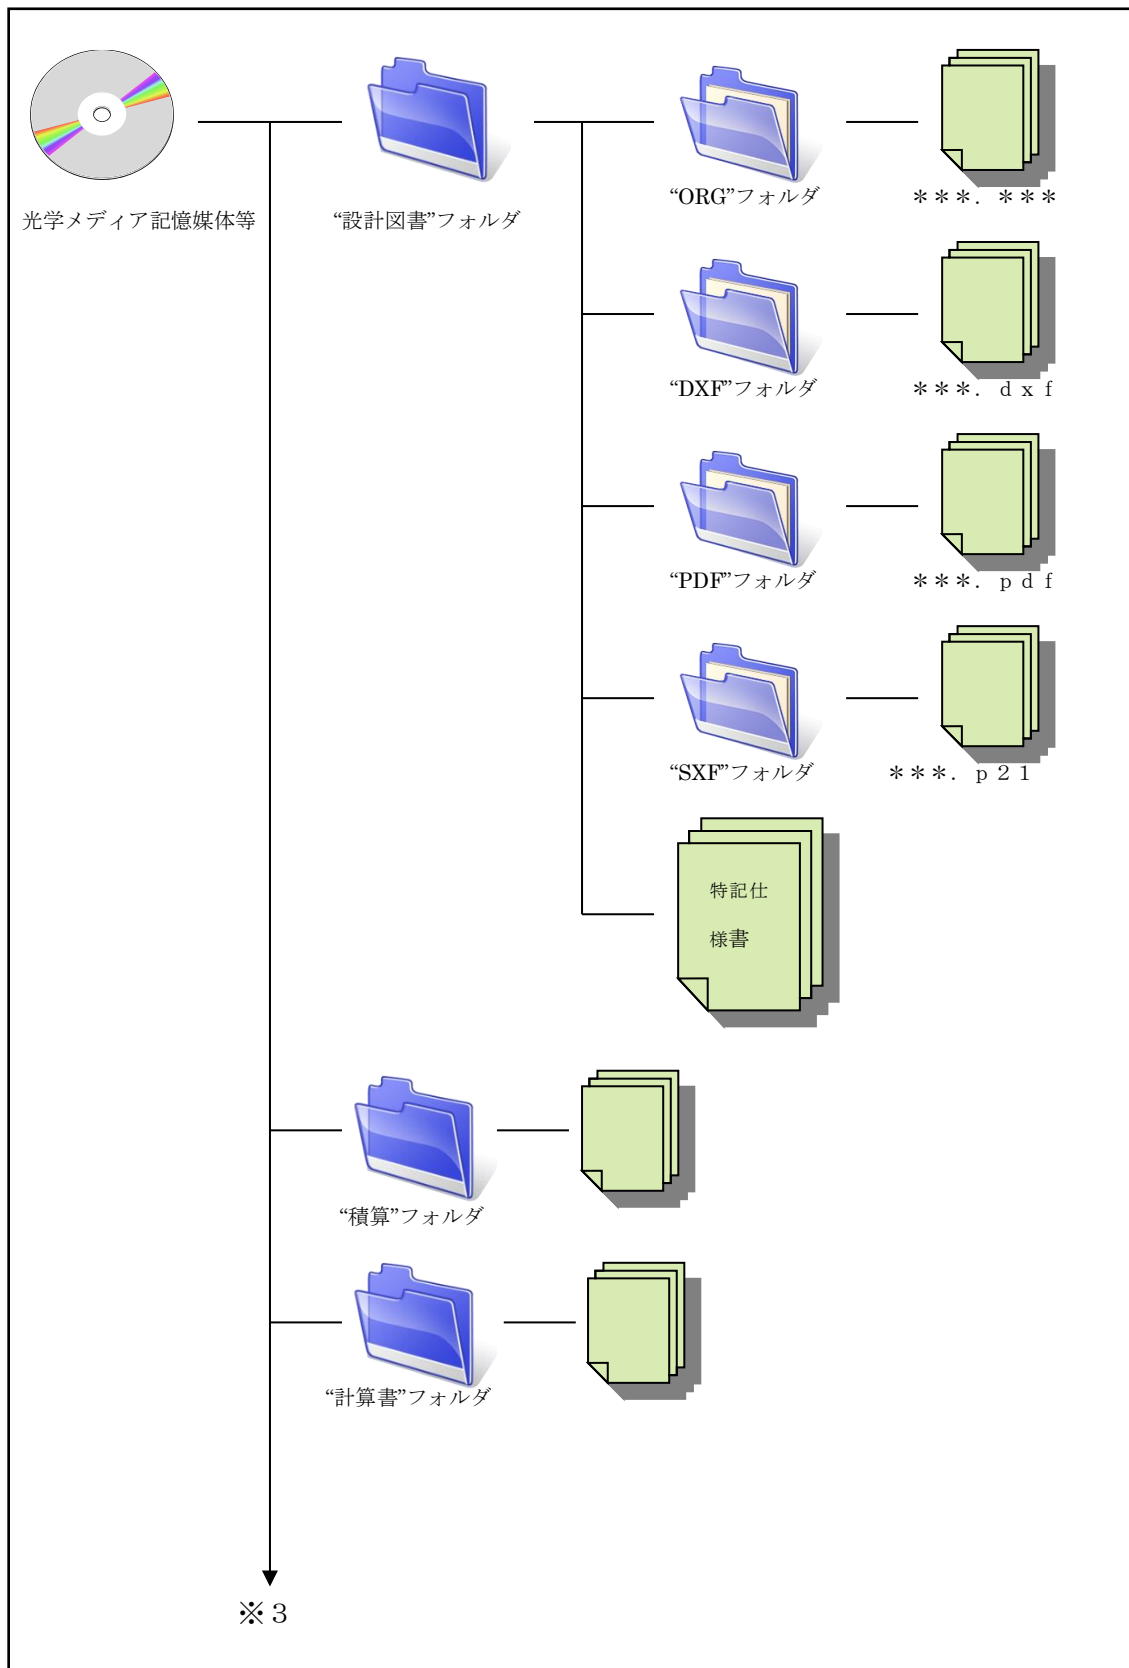 光学メディア記憶媒体等
“設計図書”フォルダ
“ORG”フォルダ
＊＊＊．＊＊＊
“DXF”フォルダ
＊＊＊．ｄｘｆ
“PDF”フォルダ
＊＊＊．ｐｄｆ
“SXF”フォルダ
＊＊＊．ｐ２１
特記仕
様書
“積算”フォルダ
“計算書”フォルダ
※３